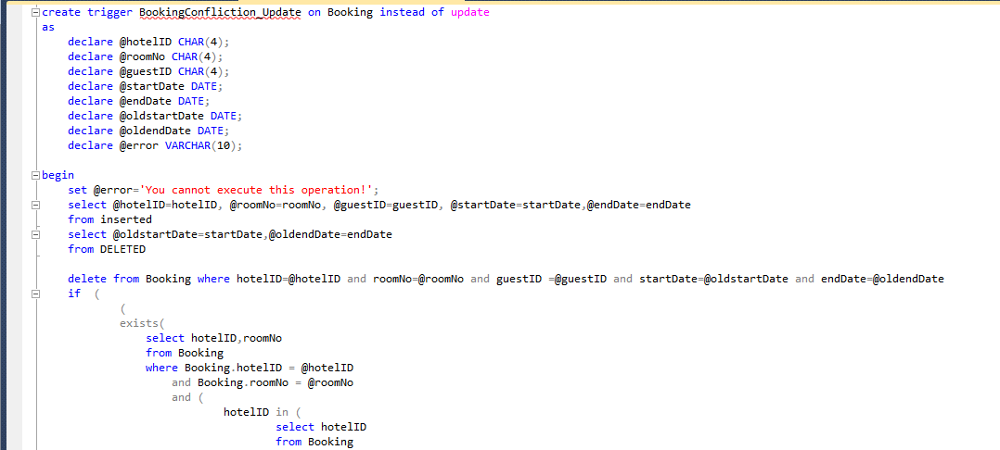 create trigger BookingConfliction_Update on Booking instead of update
as
declare @hotelID CHAR(4);
declare @roomNo CHAR(4);
declare @guestID CHAR(4);
declare @startDate DATE;
declare @endDate DATE;
declare @oldstartDate DATE;
declare @oldendDate DATE;
declare @error VARCHAR(10);
begin
set @error='You cannot execute this operation!';
select @hotelID=hotelID, @roomNo=roomNo, @guestID=guestID, @startDate=startDate,@endDate=endDate
from inserted
select @oldstartDate=startDate,@oldendDate=endDate
from DELETED
delete from Booking where hotelID=@hotelID and roomNo=@roomNo and guestID =@guestID and startDate=@oldstartDate and endDate=@oldendDate
if (
(
exists(
select hotelID,roomNo
from Booking
where Booking.hotelID = @hotelID
and Booking.roomNo = @roomNo
and (
hotelID in (
select hotelID
from Booking